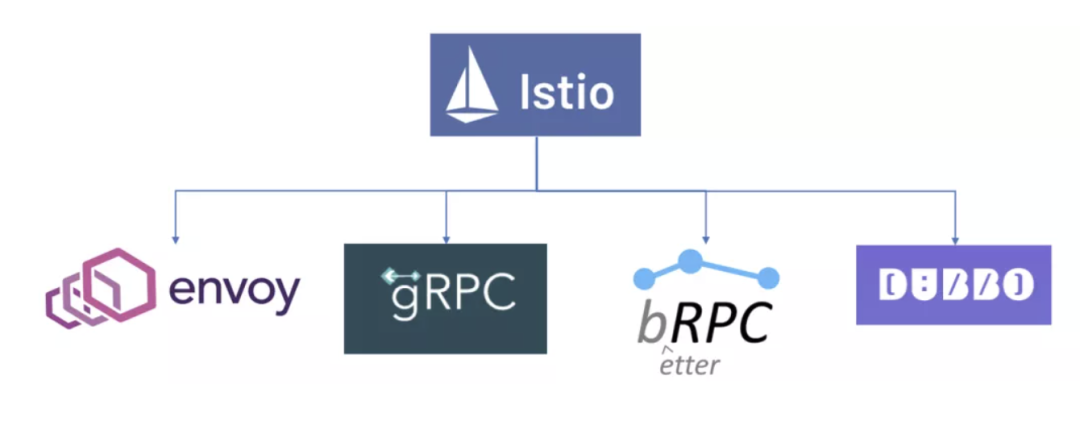 Istio
envoy
gRPC
bRPC
^
etter
DUBBO